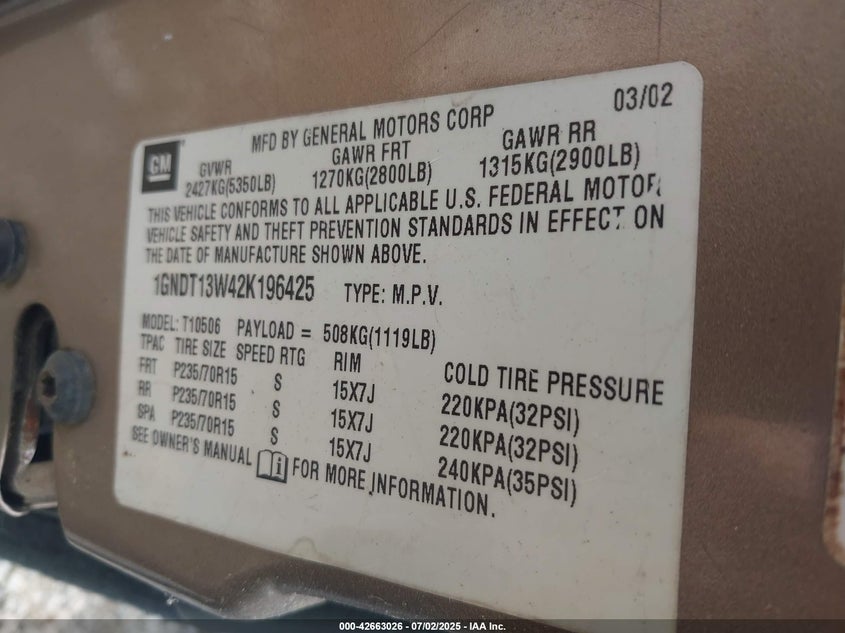 03/02
MFD BY GENERAL MOTORS CORP
GM
GVWR GAWR FRT GAWR RR
2427KG(5350LB) 1270KG(2800LB) 1315KG(2900LB)
THIS VEHICLE CONFORMS TO ALL APPLICABLE U.S. FEDERAL MOTOR
VEHICLE SAFETY AND THEFT PREVENTION STANDARDS IN EFFECT ON
THE DATE OF MANUFACTURE SHOWN ABOVE.
1GNDT13W42K196425 TYPE: M.P.V.
MODEL: T10506 PAYLOAD = 508KG(1119LB)
TPAC TIRE SIZE SPEED RTG RIM COLD TIRE PRESSURE
FRT P235/70R15 S 15X7J 220KPA(32PSI)
RR P235/70R15 S 15X7J 220KPA(32PSI)
SPA P235/70R15 S 15X7J 240KPA(35PSI)
SEE OWNER'S MANUAL FOR MORE INFORMATION.
000-42663026 - 07/02/2025 - IAA Inc.